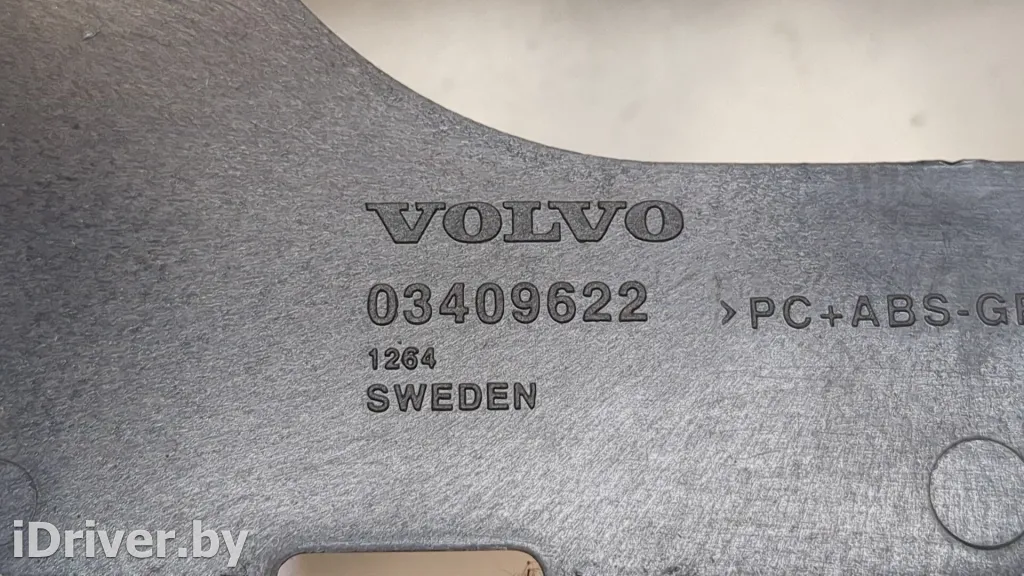 VOLVO
03409622 >PC+ABS-G
1264
SWEDEN
iDriver.by